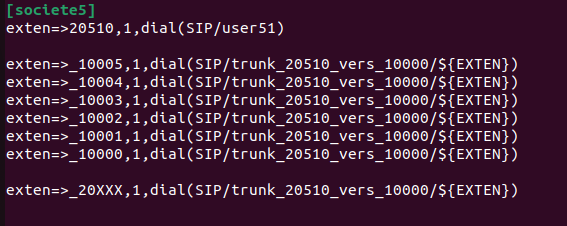 [societe5]
exten=>20510,1,dial(SIP/user51)
exten=>_10005,1,dial(SIP/trunk_20510_vers_10000/${EXTEN})
exten=>_10004,1,dial(SIP/trunk_20510_vers_10000/${EXTEN})
exten=>_10003,1,dial(SIP/trunk_20510_vers_10000/${EXTEN})
exten=>_10002,1,dial(SIP/trunk_20510_vers_10000/${EXTEN})
exten=>_10001,1,dial(SIP/trunk_20510_vers_10000/${EXTEN})
exten=>_10000,1,dial(SIP/trunk_20510_vers_10000/${EXTEN})
exten=>_20XXX,1,dial(SIP/trunk_20510_vers_10000/${EXTEN})